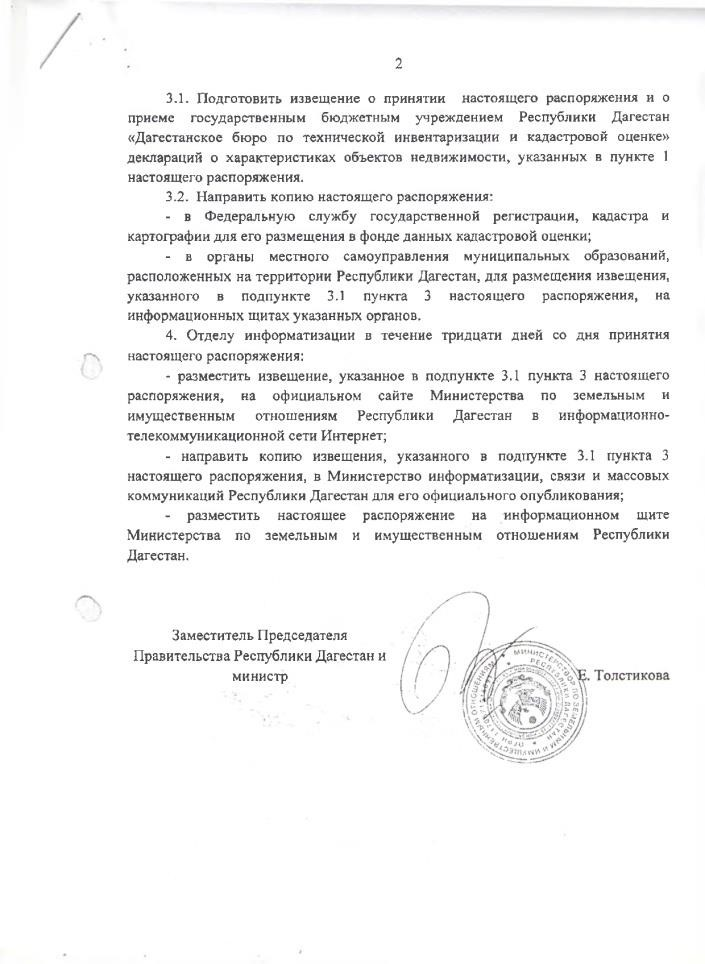 2
3.1. Подготовить извещение о принятии настоящего распоряжения и о
приеме государственным бюджетным учреждением Республики Дагестан
«Дагестанское бюро по технической инвентаризации и кадастровой оценке»
деклараций о характеристиках объектов недвижимости, указанных в пункте 1
настоящего распоряжения.
3.2. Направить копию настоящего распоряжения:
- в Федеральную службу государственной регистрации, кадастра и
картографии для его размещения в фонде данных кадастровой оценки;
- в органы местного самоуправления муниципальных образований,
расположенных на территории Республики Дагестан, для размещения извещения,
указанного в подпункте 3.1 пункта 3 настоящего распоряжения, на
информационных щитах указанных органов.
4. Отделу информатизации в течение тридцати дней со дня принятия
настоящего распоряжения:
- разместить извещение, указанное в подпункте 3.1 пункта 3 настоящего
распоряжения, на официальном сайте Министерства по земельным и
имущественным отношениям Республики Дагестан в информационно-
телекоммуникационной сети Интернет;
- направить копию извещения, указанного в подпункте 3.1 пункта 3
настоящего распоряжения, в Министерство информатизации, связи и массовых
коммуникаций Республики Дагестан для его официального опубликования;
- разместить настоящее распоряжение на информационном щите
Министерства по земельным и имущественным отношениям Республики
Дагестан.
Заместитель Председателя
Правительства Республики Дагестан и
министр
Е. Толстикова
МИНИСТЕРСТВО ПО ЗЕМЕЛЬНЫМ И ИМУЩЕСТВЕННЫМ ОТНОШЕНИЯМ
РЕСПУБЛИКИ ДАГЕСТАН